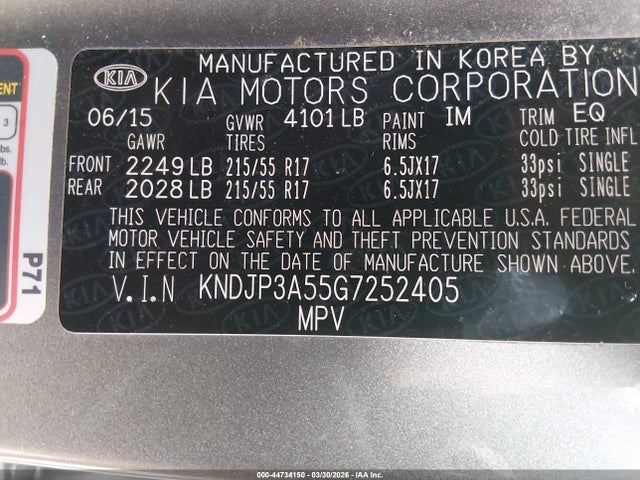 MANUFACTURED IN KOREA BY
KIA KIA MOTORS CORPORATION
06/15 GVWR 4101 LB PAINT IM TRIM EQ
GAWR TIRES RIMS COLD TIRE INFL
FRONT 2249 LB 215/55 R17 6.5JX17 33psi SINGLE
REAR 2028 LB 215/55 R17 6.5JX17 33psi SINGLE
THIS VEHICLE CONFORMS TO ALL APPLICABLE U.S.A. FEDERAL
MOTOR VEHICLE SAFETY AND THEFT PREVENTION STANDARDS
IN EFFECT ON THE DATE OF MANUFACTURE SHOWN ABOVE.
V.I.N KNDJP3A55G7252405
MPV
ENT
3
bs.
lb.
P71
000-44734150 | 03/30/2026 - IAA Inc.